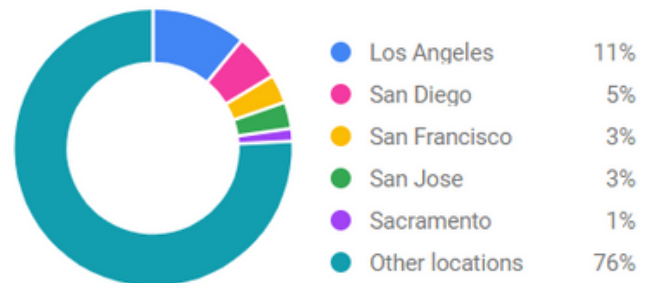 Los Angeles 11%
San Diego 5%
San Francisco 3%
San Jose 3%
Sacramento 1%
Other locations 76%